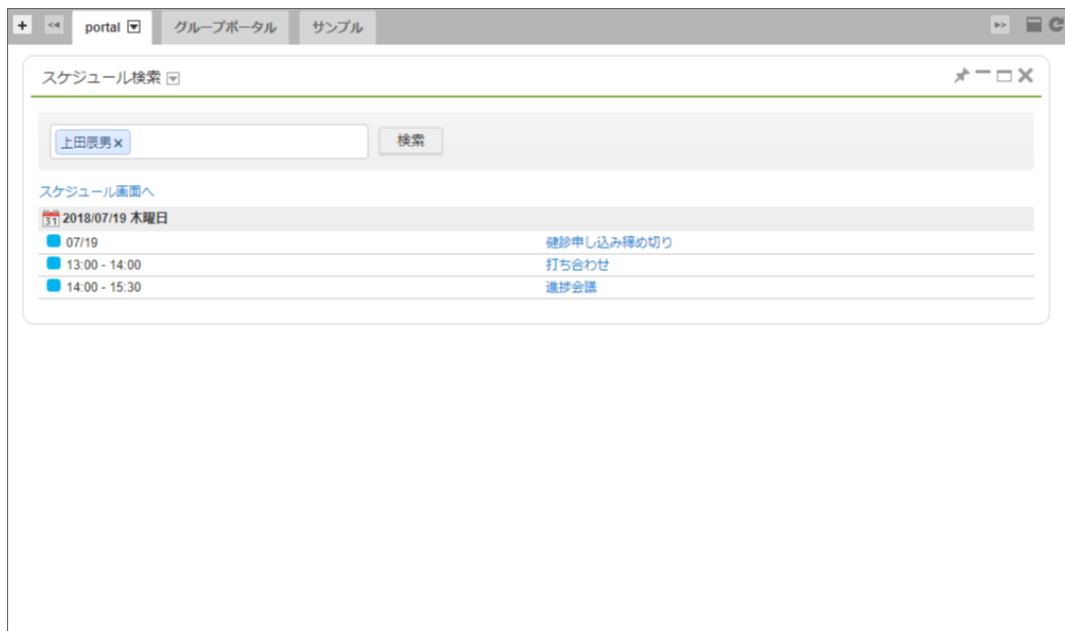 portal グループポータル サンプル
スケジュール検索
上田辰男 × 検索
スケジュール画面へ
31 2018/07/19 木曜日
07/19 健診申し込み締め切り
13:00 - 14:00 打ち合わせ
14:00 - 15:30 進捗会議